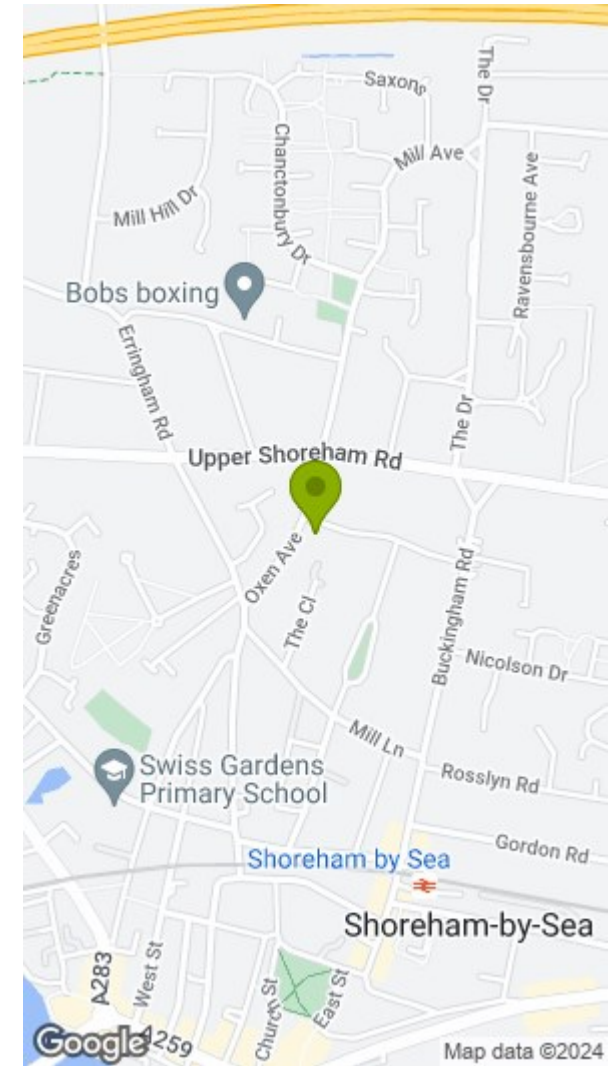 Saxons
The Dr
Mill Ave
Chanctonbury Dr
Mill Hill Dr
Ravensbourne Ave
Bobs boxing
Erringham Rd
The Dr
Upper Shoreham Rd
Oxen Ave
Greenacres
The Cl
Buckingham Rd
Nicolson Dr
Mill Ln
Swiss Gardens
Primary School
Rosslyn Rd
Gordon Rd
Shoreham by Sea
Shoreham-by-Sea
A283
West St
Church St
East St
A259
Google
Map data ©2024